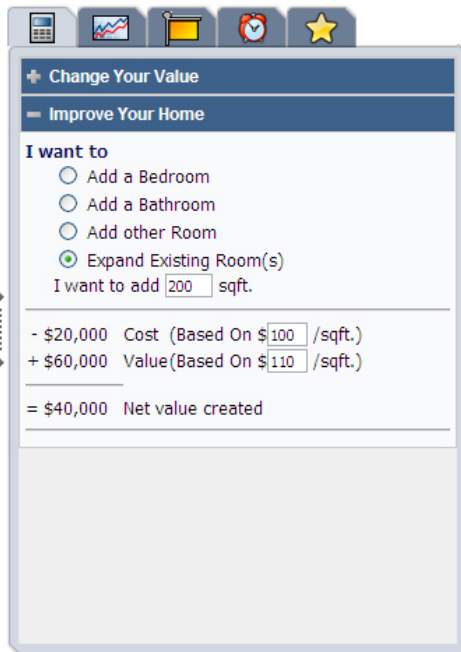 Change Your Value
Improve Your Home
I want to
Add a Bedroom
Add a Bathroom
Add other Room
Expand Existing Room(s)
I want to add 200 sqft.
- $20,000 Cost (Based On $100 /sqft.)
+ $60,000 Value(Based On $110 /sqft.)
= $40,000 Net value created